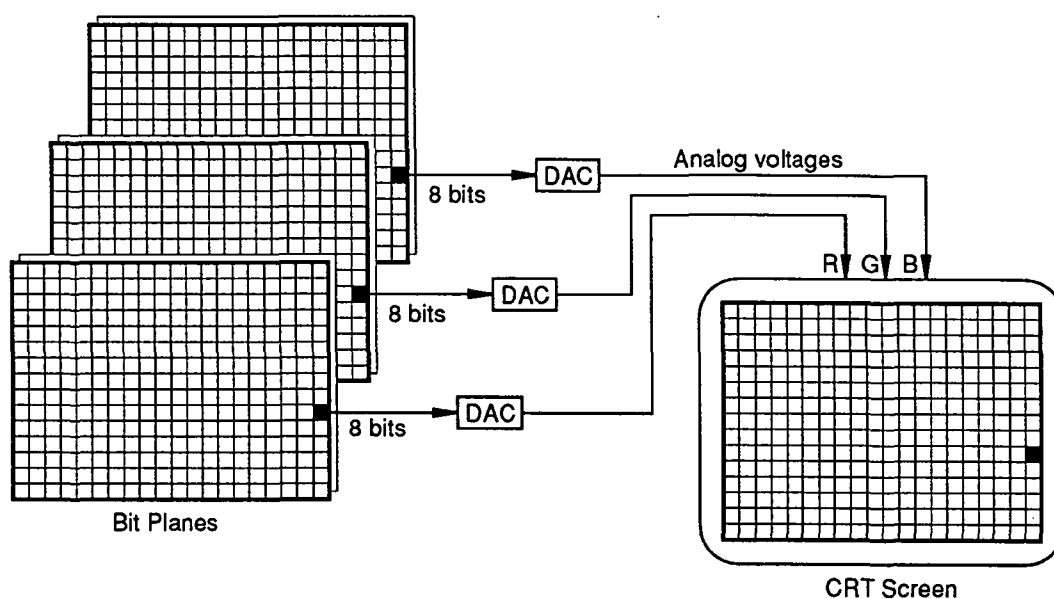 Analog voltages
DAC
8 bits
R G B
DAC
8 bits
DAC
8 bits
Bit Planes
CRT Screen